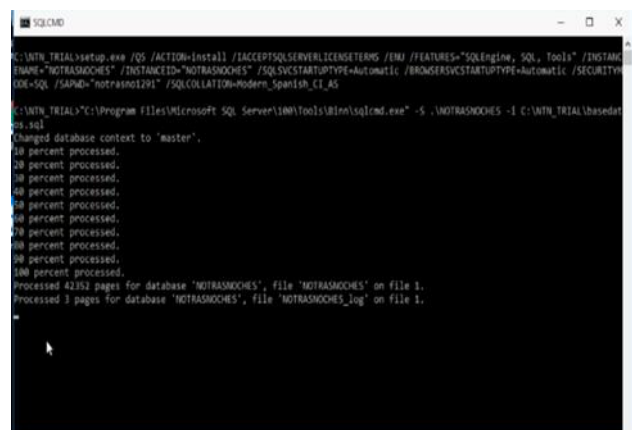 SQLCMD
C:\NTN_TRIAL>setup.exe /QS /ACTION=install /IACCEPTSQLSERVERLICENSETERMS /ENU /FEATURES="SQLEngine, SQL, Tools" /INSTANC
ENAME="NOTRASNOCHES" /INSTANCEID="NOTRASNOCHES" /SQLSVCSTARTUPTYPE=Automatic /BROWSERSVCSTARTUPTYPE=Automatic /SECURITYM
ODE=SQL /SAPWD="notrasno1291" /SQLCOLLATION=Modern_Spanish_CI_AS
C:\NTN_TRIAL>"C:\Program Files\Microsoft SQL Server\100\Tools\Binn\sqlcmd.exe" -S .\NOTRASNOCHES -i C:\NTN_TRIAL\basedat
os.sql
Changed database context to 'master'.
10 percent processed.
20 percent processed.
30 percent processed.
40 percent processed.
50 percent processed.
60 percent processed.
70 percent processed.
80 percent processed.
90 percent processed.
100 percent processed.
Processed 42352 pages for database 'NOTRASNOCHES', file 'NOTRASNOCHES' on file 1.
Processed 3 pages for database 'NOTRASNOCHES', file 'NOTRASNOCHES_log' on file 1.